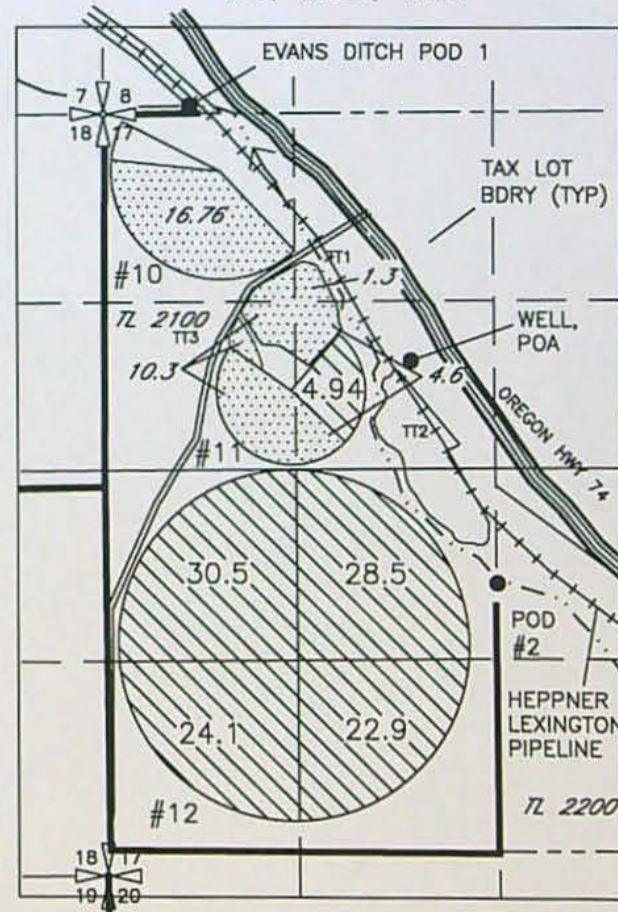 EVANS DITCH POD 1
7 8
18 17
TAX LOT
BDRY (TYP)
16.76
#10
TT1
1.3
TL 2100
TT3
WELL,
POA
10.3
4.94
4.6
OREGON HWY 74
TT2
#11
30.5
28.5
POD
#2
HEPPNER
LEXINGTON
PIPELINE
24.1
22.9
#12
TL 2200
18 17
19 20